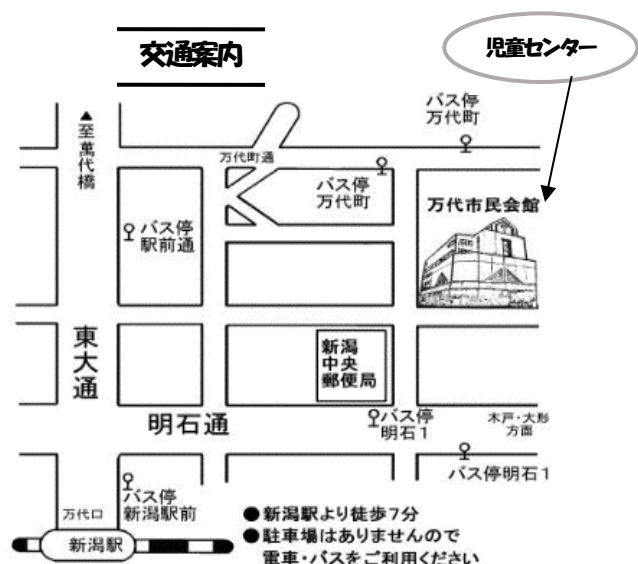 交通案内
児童センター
バス停
万代町
▲至萬代橋
万代町通
バス停
万代町
万代市民会館
バス停
駅前通
東大通
新潟
中央
郵便局
明石通
バス停
明石1
木戸・大形
方面
バス停明石1
バス停
新潟駅前
万代口
新潟駅
●新潟駅より徒歩7分
●駐車場はありませんので
電車・バスをご利用ください